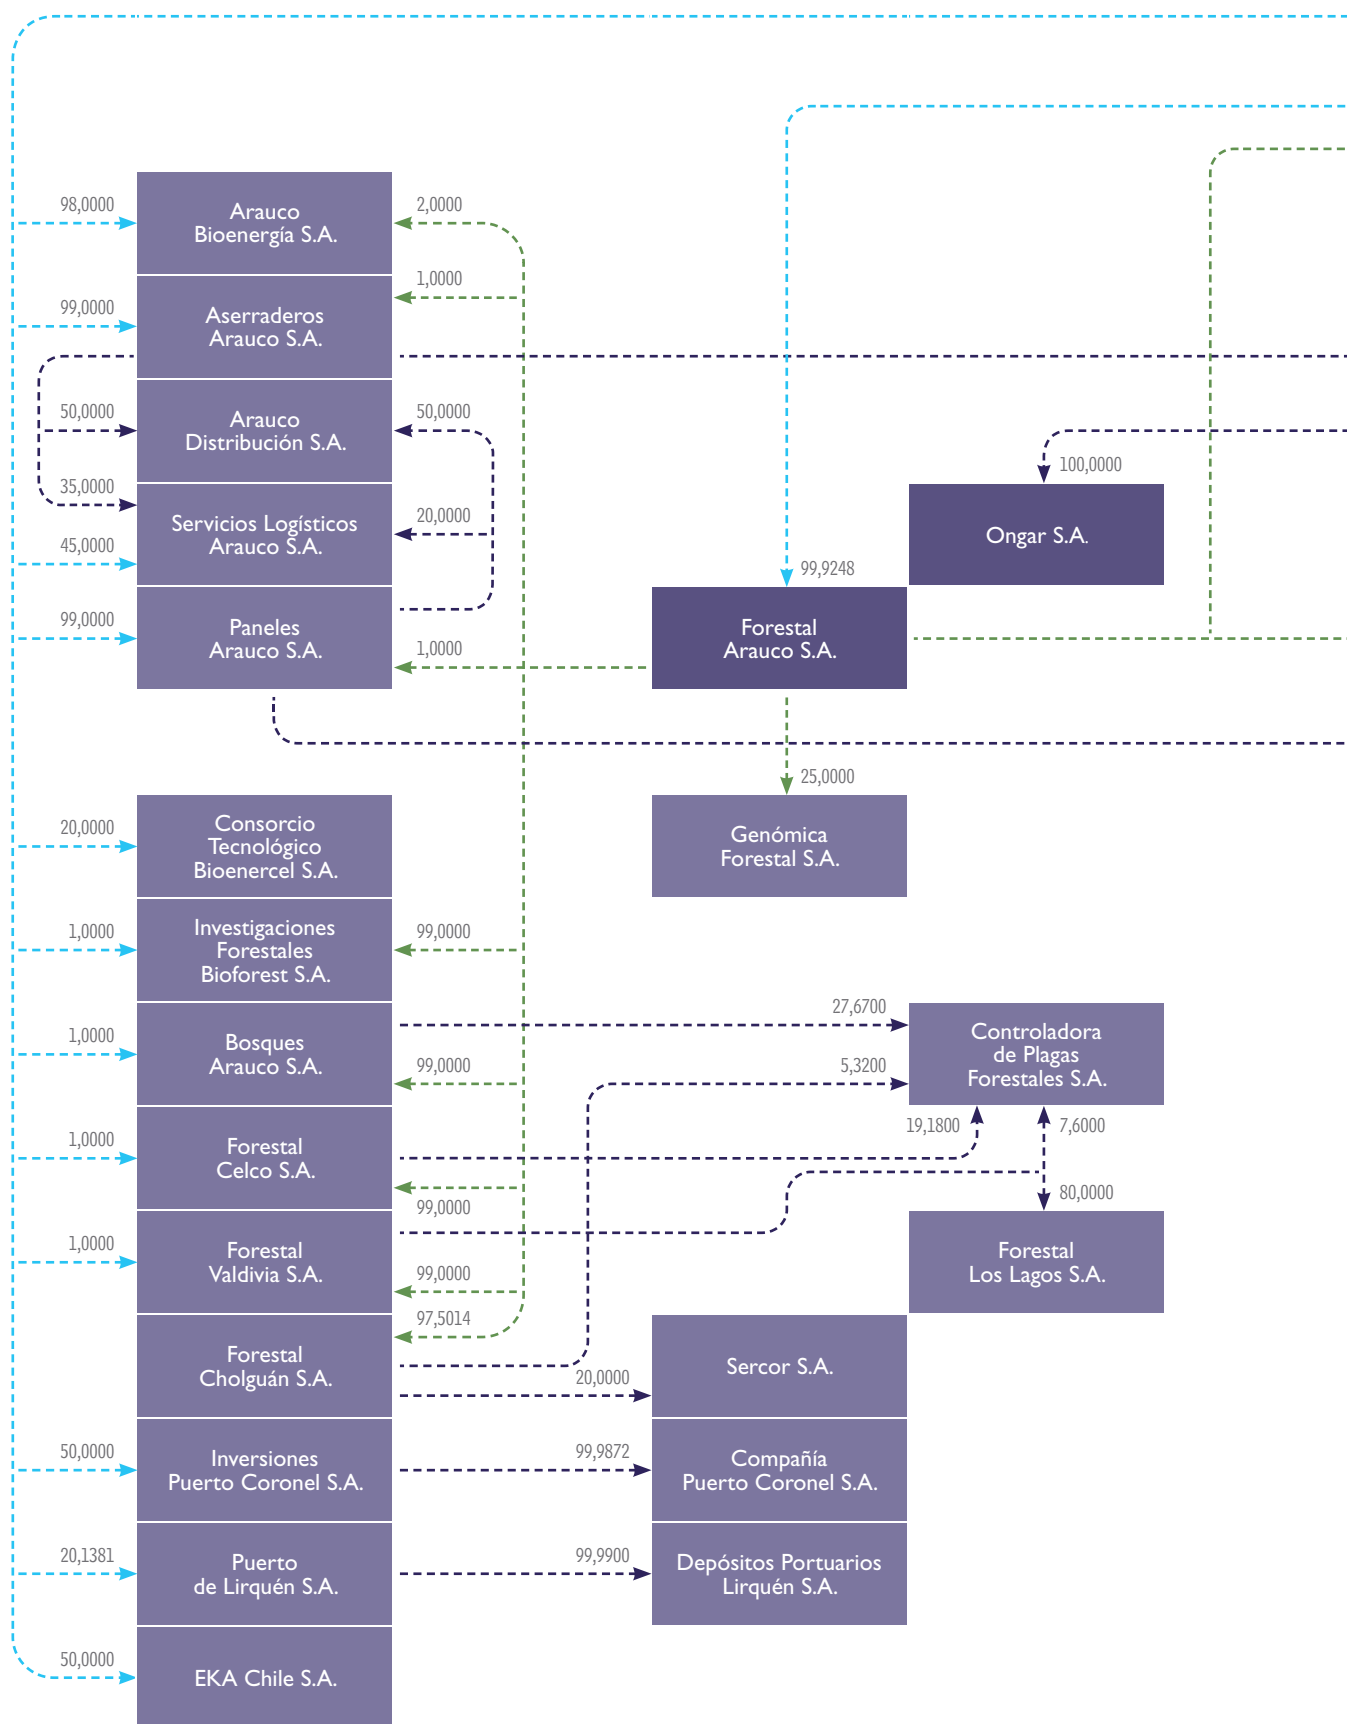 98,0000
Arauco
Bioenergía S.A.
2,0000
99,0000
Aserraderos
Arauco S.A.
1,0000
50,0000
Arauco
Distribución S.A.
50,0000
35,0000
45,0000
Servicios Logísticos
Arauco S.A.
20,0000
99,0000
Paneles
Arauco S.A.
1,0000
99,9248
Forestal
Arauco S.A.
100,0000
Ongar S.A.
25,0000
Genómica
Forestal S.A.
20,0000
Consorcio
Tecnológico
Bioenercel S.A.
1,0000
Investigaciones
Forestales
Bioforest S.A.
99,0000
1,0000
Bosques
Arauco S.A.
99,0000
27,6700
5,3200
Controladora
de Plagas
Forestales S.A.
19,1800
7,6000
1,0000
Forestal
Celco S.A.
99,0000
80,0000
Forestal
Los Lagos S.A.
1,0000
Forestal
Valdivia S.A.
99,0000
97,5014
Forestal
Cholguán S.A.
20,0000
Sercor S.A.
50,0000
Inversiones
Puerto Coronel S.A.
99,9872
Compañía
Puerto Coronel S.A.
20,1381
Puerto
de Lirquén S.A.
99,9900
Depósitos Portuarios
Lirquén S.A.
50,0000
EKA Chile S.A.